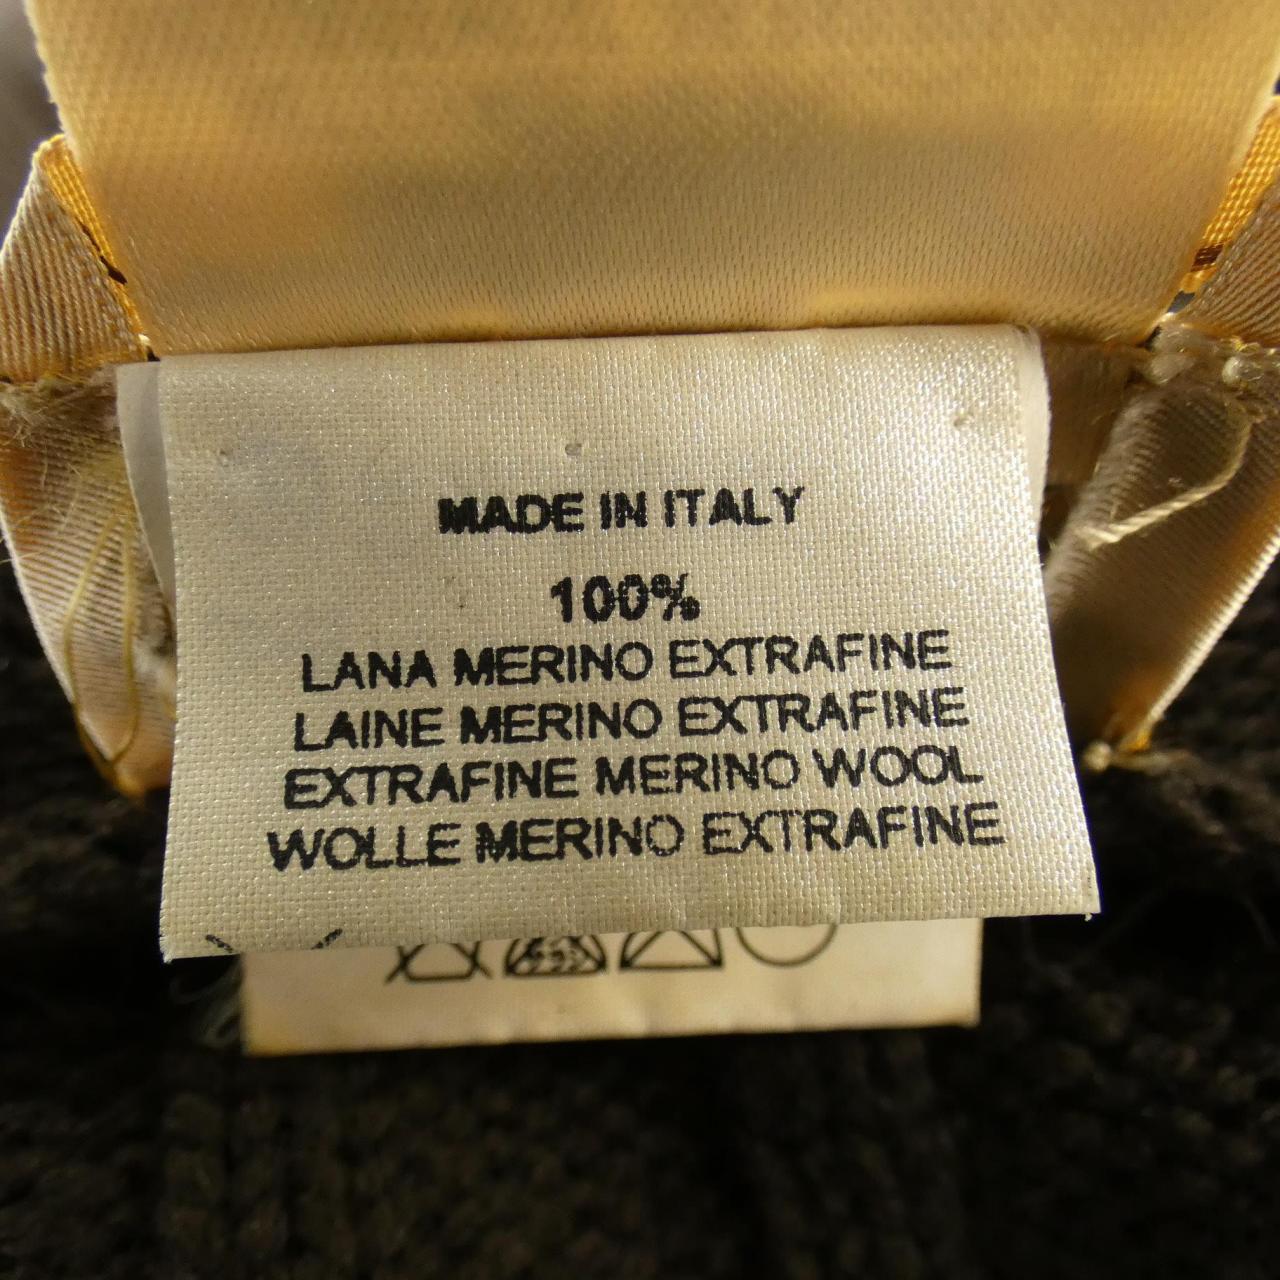 MADE IN ITALY
100%
LANA MERINO EXTRAFINE
LAINE MERINO EXTRAFINE
EXTRAFINE MERINO WOOL
WOLLE MERINO EXTRAFINE